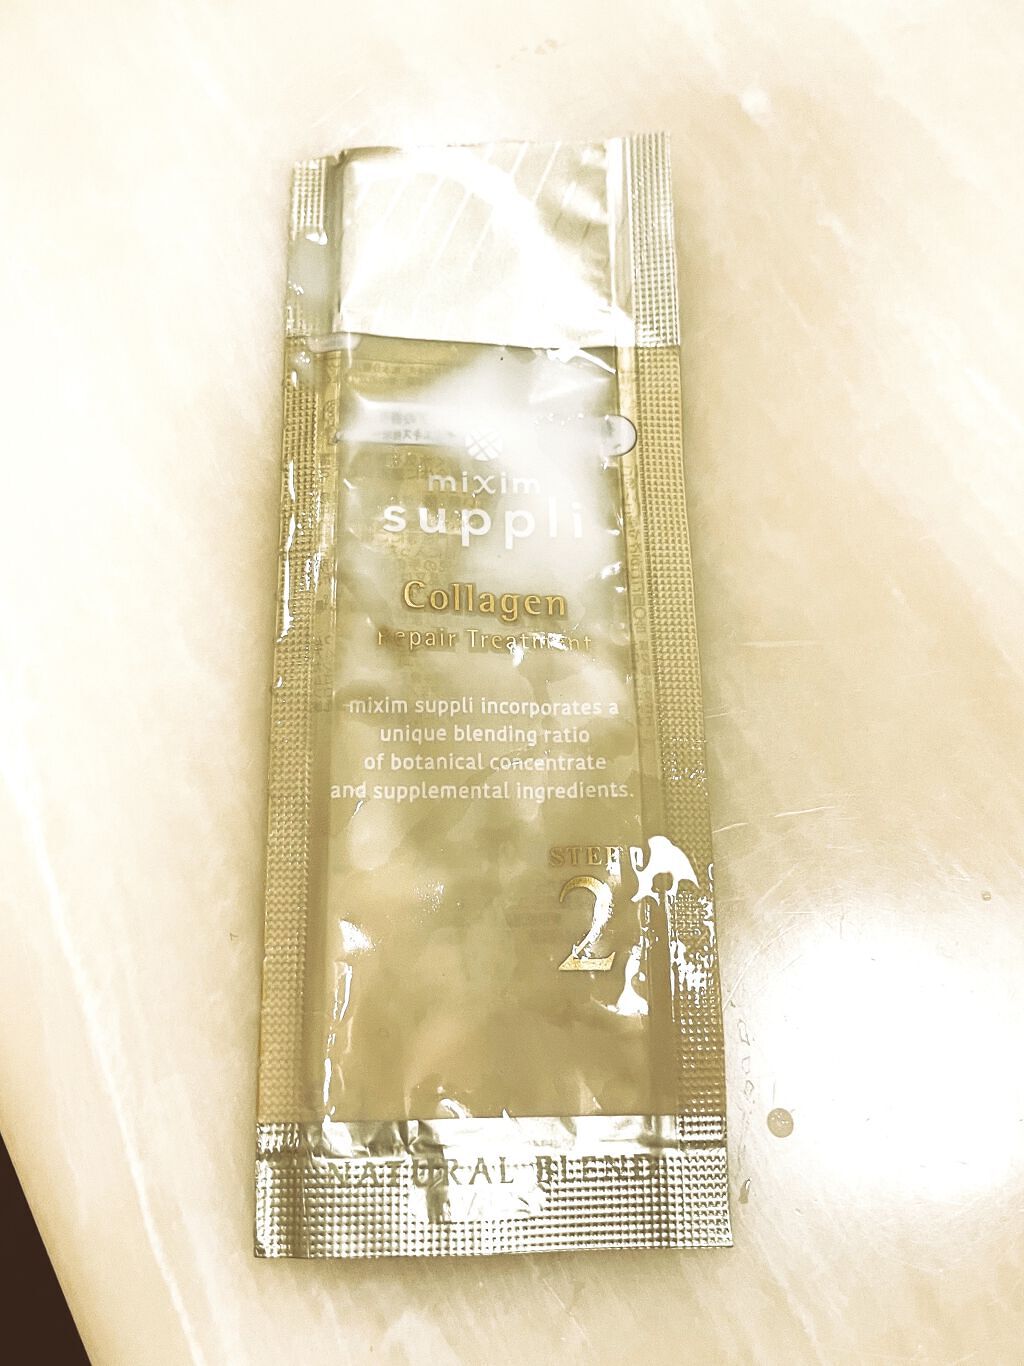 mixim
suppli
Collagen
Repair Treatment
mixim suppli incorporates a
unique blending ratio
of botanical concentrate
and supplemental ingredients.
STEP
2
NATURAL BLEND